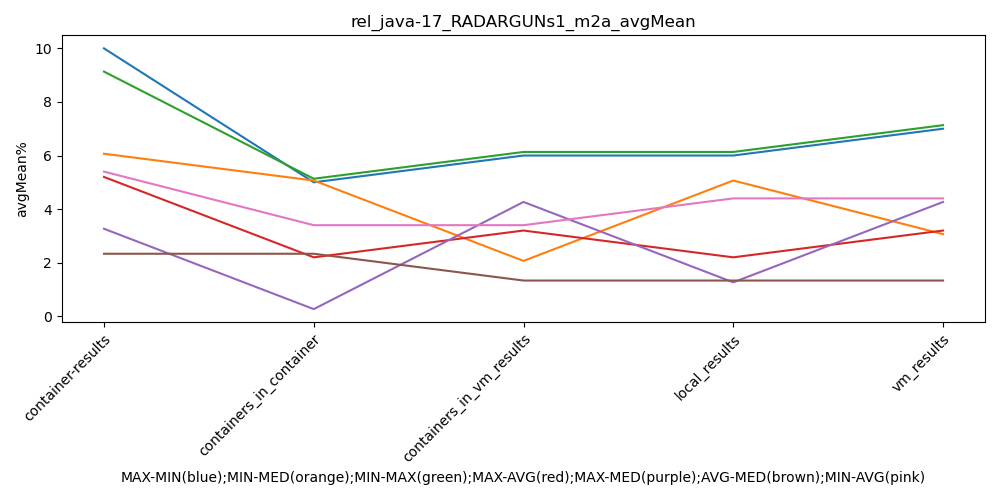 rel_java-17_RADARGUNs1_m2a_avgMean
avgMean%
10
8
6
4
2
0
container-results
containers_in_container
containers_in_vm_results
local_results
vm_results
MAX-MIN(blue);MIN-MED(orange);MIN-MAX(green);MAX-AVG(red);MAX-MED(purple);AVG-MED(brown);MIN-AVG(pink)